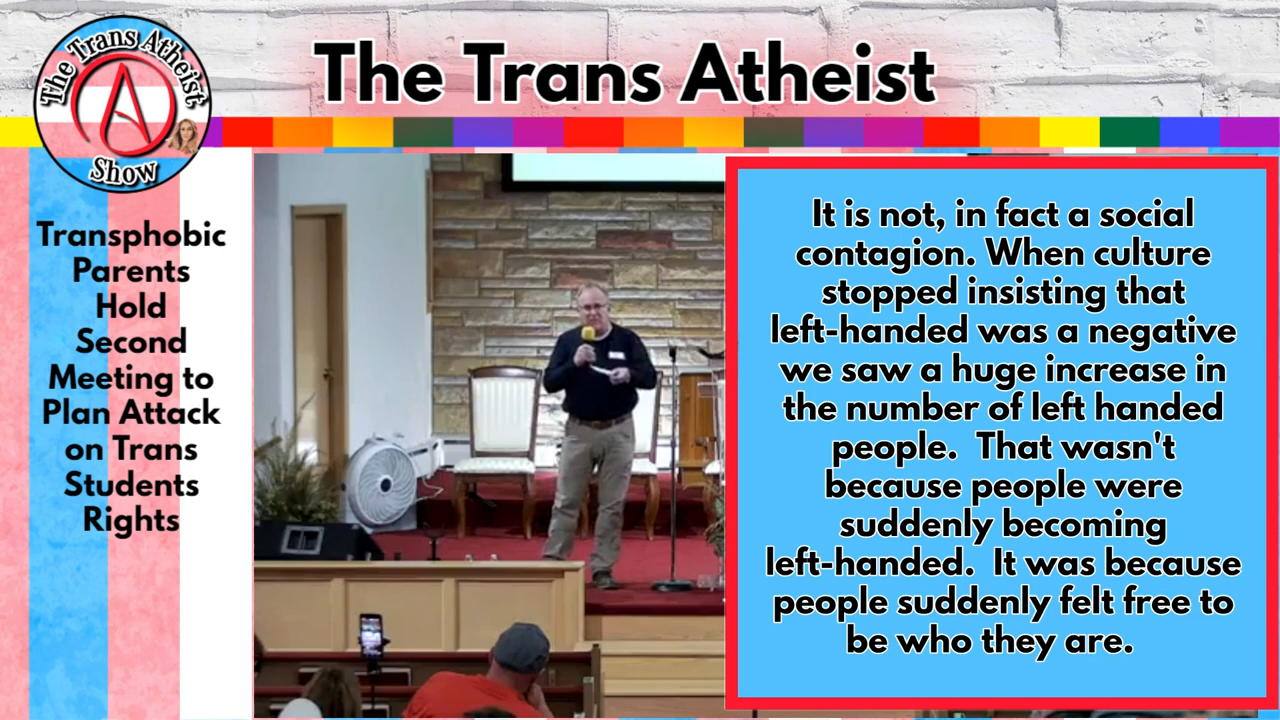 The Trans Atheist
Show
The Trans Atheist
Transphobic
Parents
Hold
Second
Meeting to
Plan Attack
on Trans
Students
Rights
It is not, in fact a social
contagion. When culture
stopped insisting that
left-handed was a negative
we saw a huge increase in
the number of left handed
people.  That wasn't
because people were
suddenly becoming
left-handed.  It was because
people suddenly felt free to
be who they are.